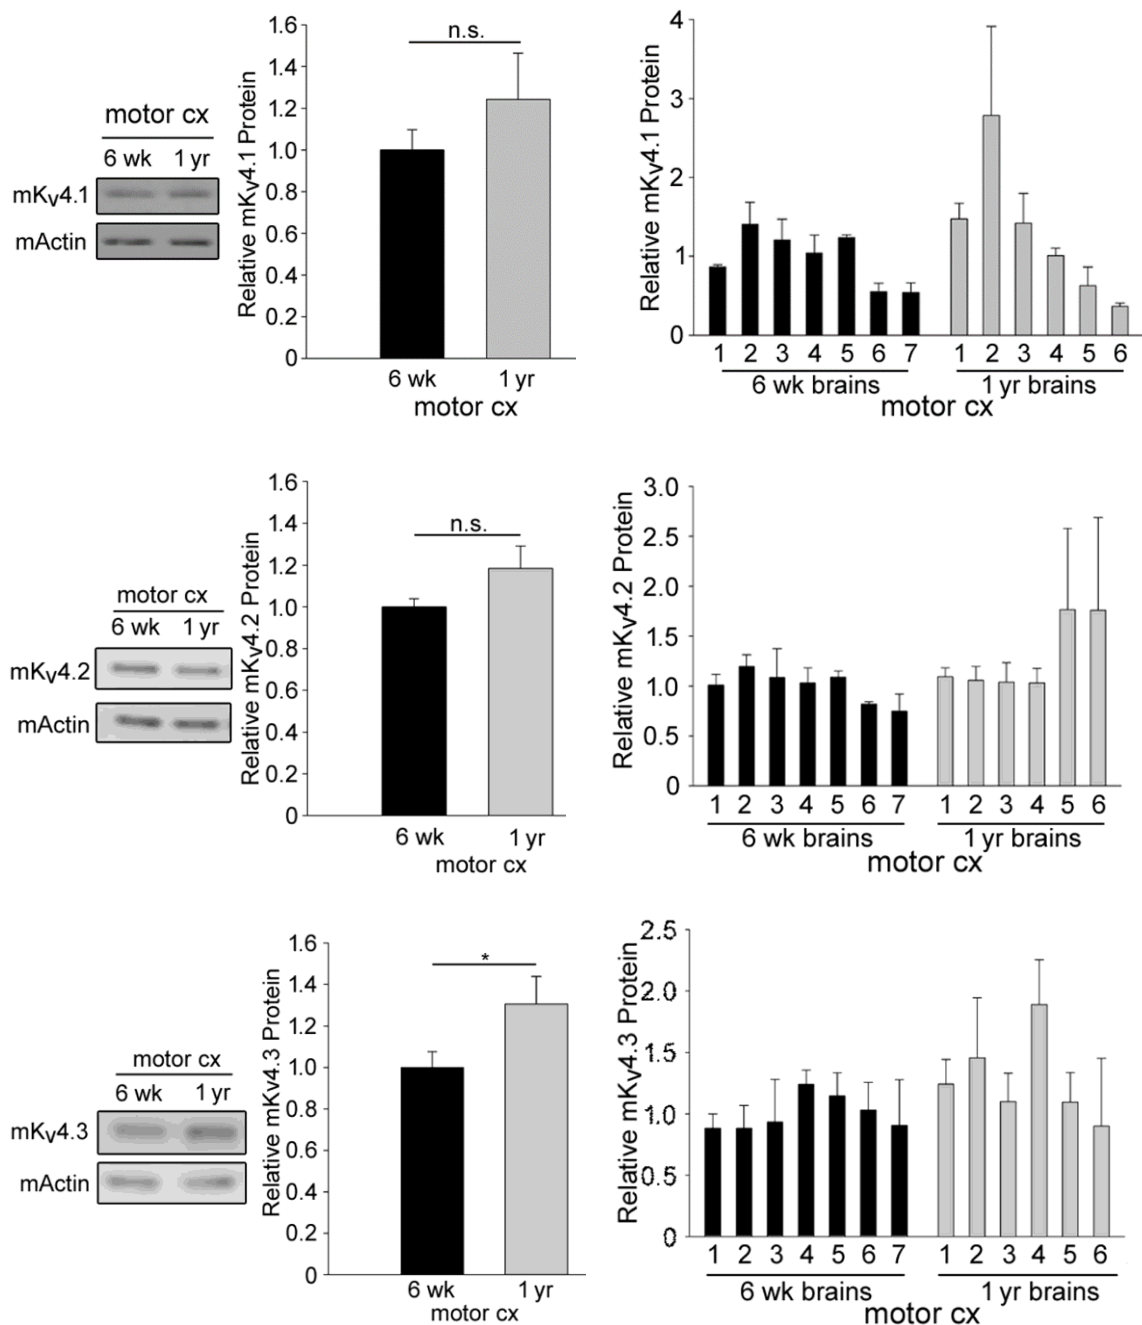 motor cx
6 wk 1 yr
mKv4.1
mActin
Relative mKv4.1 Protein
1.6
1.4
1.2
1.0
0.8
0.6
0.4
0.2
0
n.s.
6 wk 1 yr
motor cx
Relative mKv4.1 Protein
4
3
2
1
0
1 2 3 4 5 6 7 1 2 3 4 5 6
6 wk brains 1 yr brains
motor cx
motor cx
6 wk 1 yr
mKv4.2
mActin
Relative mKv4.2 Protein
1.6
1.4
1.2
1.0
0.8
0.6
0.4
0.2
0
n.s.
6 wk 1 yr
motor cx
Relative mKv4.2 Protein
3.0
2.5
2.0
1.5
1.0
0.5
0
1 2 3 4 5 6 7 1 2 3 4 5 6
6 wk brains 1 yr brains
motor cx
motor cx
6 wk 1 yr
mKv4.3
mActin
Relative mKv4.3 Protein
1.6
1.4
1.2
1.0
0.8
0.6
0.4
0.2
0
*
6 wk 1 yr
motor cx
Relative mKv4.3 Protein
2.5
2.0
1.5
1.0
0.5
0
1 2 3 4 5 6 7 1 2 3 4 5 6
6 wk brains 1 yr brains
motor cx